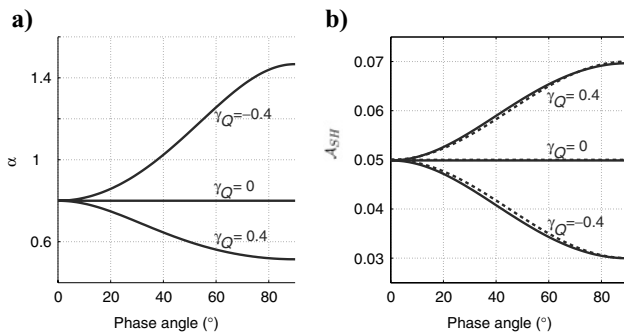 a)
b)
1.4
1
0.6
α
γQ=−0.4
γQ= 0
γQ= 0.4
0 20 40 60 80
Phase angle (°)
0.07
0.06
0.05
0.04
0.03
ASH
γQ= 0.4
γQ= 0
γQ=−0.4
0 20 40 60 80
Phase angle (°)